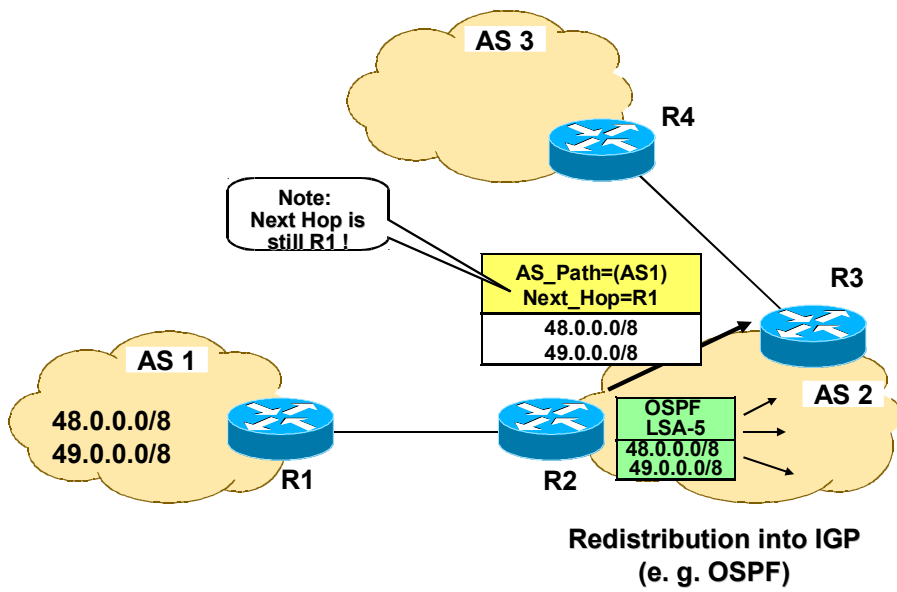 AS 3
R4
Note:
Next Hop is
still R1 !
AS_Path=(AS1)
Next_Hop=R1
48.0.0.0/8
49.0.0.0/8
R3
AS 1
48.0.0.0/8
49.0.0.0/8
R1
R2
OSPF
LSA-5
48.0.0.0/8
49.0.0.0/8
AS 2
Redistribution into IGP
(e. g. OSPF)